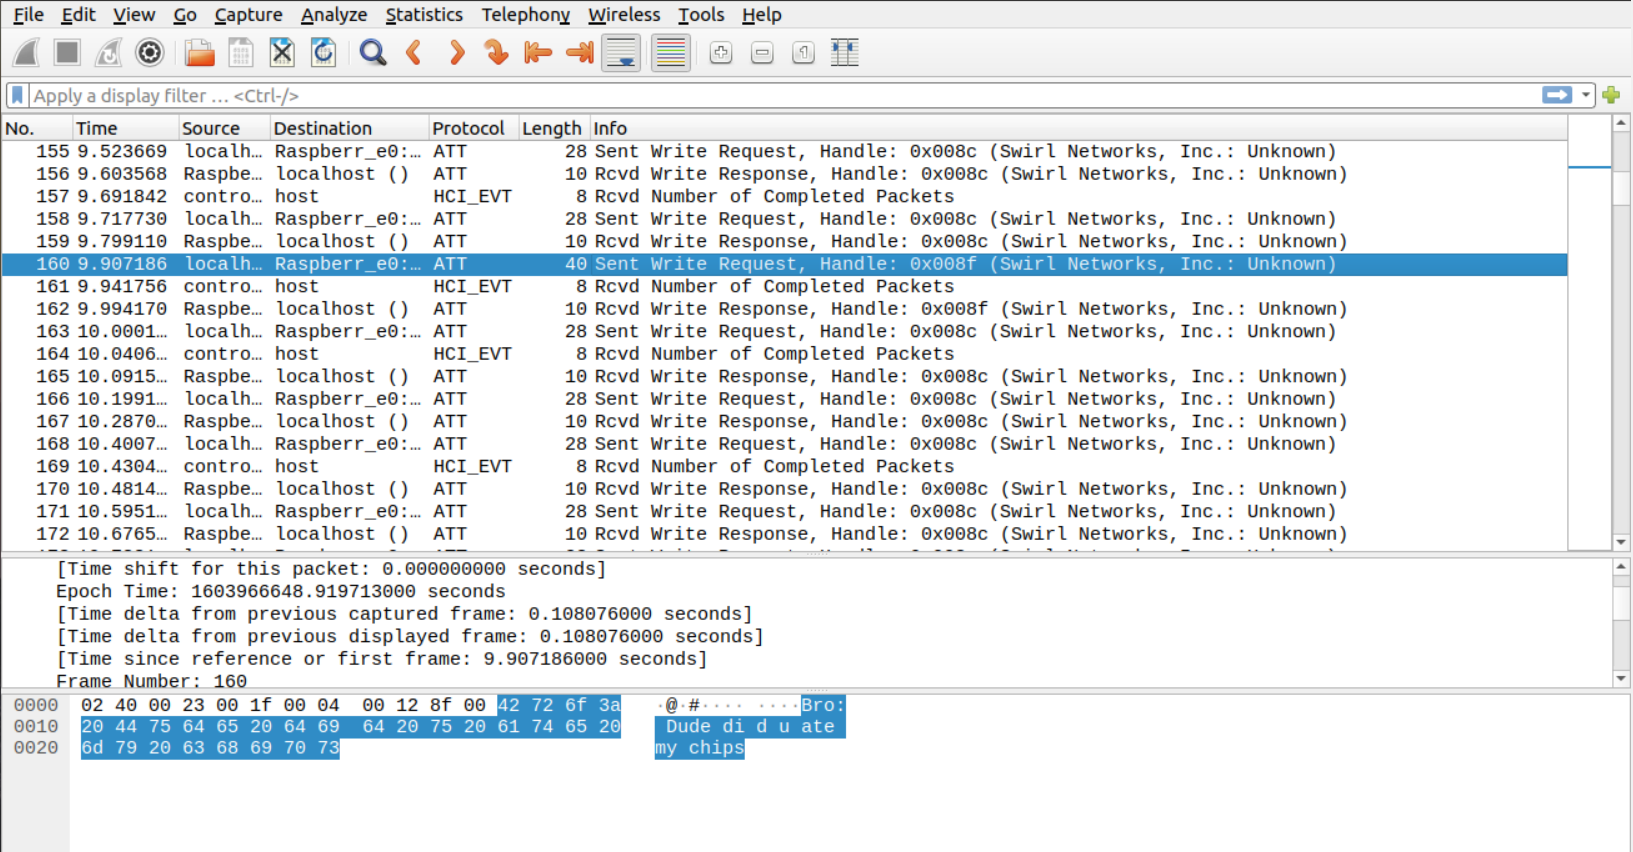 File Edit View Go Capture Analyze Statistics Telephony Wireless Tools Help
Apply a display filter … <Ctrl-/>
No. Time Source Destination Protocol Length Info
155 9.523669 localh… Raspberr_e0:… ATT 28 Sent Write Request, Handle: 0x008c (Swirl Networks, Inc.: Unknown)
156 9.603568 Raspbe… localhost () ATT 10 Rcvd Write Response, Handle: 0x008c (Swirl Networks, Inc.: Unknown)
157 9.691842 contro… host HCI_EVT 8 Rcvd Number of Completed Packets
158 9.717730 localh… Raspberr_e0:… ATT 28 Sent Write Request, Handle: 0x008c (Swirl Networks, Inc.: Unknown)
159 9.799110 Raspbe… localhost () ATT 10 Rcvd Write Response, Handle: 0x008c (Swirl Networks, Inc.: Unknown)
160 9.907186 localh… Raspberr_e0:… ATT 40 Sent Write Request, Handle: 0x008f (Swirl Networks, Inc.: Unknown)
161 9.941756 contro… host HCI_EVT 8 Rcvd Number of Completed Packets
162 9.994170 Raspbe… localhost () ATT 10 Rcvd Write Response, Handle: 0x008f (Swirl Networks, Inc.: Unknown)
163 10.0001… localh… Raspberr_e0:… ATT 28 Sent Write Request, Handle: 0x008c (Swirl Networks, Inc.: Unknown)
164 10.0406… contro… host HCI_EVT 8 Rcvd Number of Completed Packets
165 10.0915… Raspbe… localhost () ATT 10 Rcvd Write Response, Handle: 0x008c (Swirl Networks, Inc.: Unknown)
166 10.1991… localh… Raspberr_e0:… ATT 28 Sent Write Request, Handle: 0x008c (Swirl Networks, Inc.: Unknown)
167 10.2870… Raspbe… localhost () ATT 10 Rcvd Write Response, Handle: 0x008c (Swirl Networks, Inc.: Unknown)
168 10.4007… localh… Raspberr_e0:… ATT 28 Sent Write Request, Handle: 0x008c (Swirl Networks, Inc.: Unknown)
169 10.4304… contro… host HCI_EVT 8 Rcvd Number of Completed Packets
170 10.4814… Raspbe… localhost () ATT 10 Rcvd Write Response, Handle: 0x008c (Swirl Networks, Inc.: Unknown)
171 10.5951… localh… Raspberr_e0:… ATT 28 Sent Write Request, Handle: 0x008c (Swirl Networks, Inc.: Unknown)
172 10.6765… Raspbe… localhost () ATT 10 Rcvd Write Response, Handle: 0x008c (Swirl Networks, Inc.: Unknown)
[Time shift for this packet: 0.000000000 seconds]
Epoch Time: 1603966648.919713000 seconds
[Time delta from previous captured frame: 0.108076000 seconds]
[Time delta from previous displayed frame: 0.108076000 seconds]
[Time since reference or first frame: 9.907186000 seconds]
Frame Number: 160
0000 02 40 00 23 00 1f 00 04 00 12 8f 00 42 72 6f 3a ·@·#···· ····Bro:
0010 20 44 75 64 65 20 64 69 64 20 75 20 61 74 65 20 Dude di d u ate
0020 6d 79 20 63 68 69 70 73 my chips